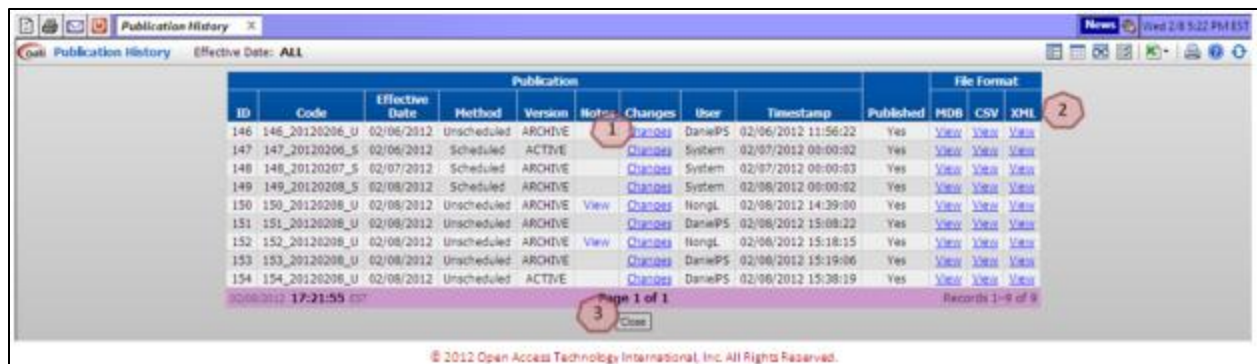 Publication History X News Wed 2/8 5:22 PM EST
oati Publication History Effective Date: ALL
Publication File Format
ID Code Effective Date Method Version Notes Changes User Timestamp Published MDB CSV XML
146 146_20120206_U 02/06/2012 Unscheduled ARCHIVE Changes DanielPS 02/06/2012 11:56:22 Yes View View View
147 147_20120206_S 02/06/2012 Scheduled ACTIVE Changes System 02/07/2012 00:00:02 Yes View View View
148 148_20120207_S 02/07/2012 Scheduled ARCHIVE Changes System 02/07/2012 00:00:03 Yes View View View
149 149_20120208_S 02/08/2012 Scheduled ARCHIVE Changes System 02/08/2012 00:00:02 Yes View View View
150 150_20120208_U 02/08/2012 Unscheduled ARCHIVE View Changes NongL 02/08/2012 14:39:00 Yes View View View
151 151_20120208_U 02/08/2012 Unscheduled ARCHIVE Changes DanielPS 02/08/2012 15:08:22 Yes View View View
152 152_20120208_U 02/08/2012 Unscheduled ARCHIVE View Changes NongL 02/08/2012 15:18:15 Yes View View View
153 153_20120208_U 02/08/2012 Unscheduled ARCHIVE Changes DanielPS 02/08/2012 15:19:06 Yes View View View
154 154_20120208_U 02/08/2012 Unscheduled ACTIVE Changes DanielPS 02/08/2012 15:38:19 Yes View View View
02/08/2012 17:21:55 EST Page 1 of 1 Records 1-9 of 9
Close
1
2
3
© 2012 Open Access Technology International, Inc. All Rights Reserved.